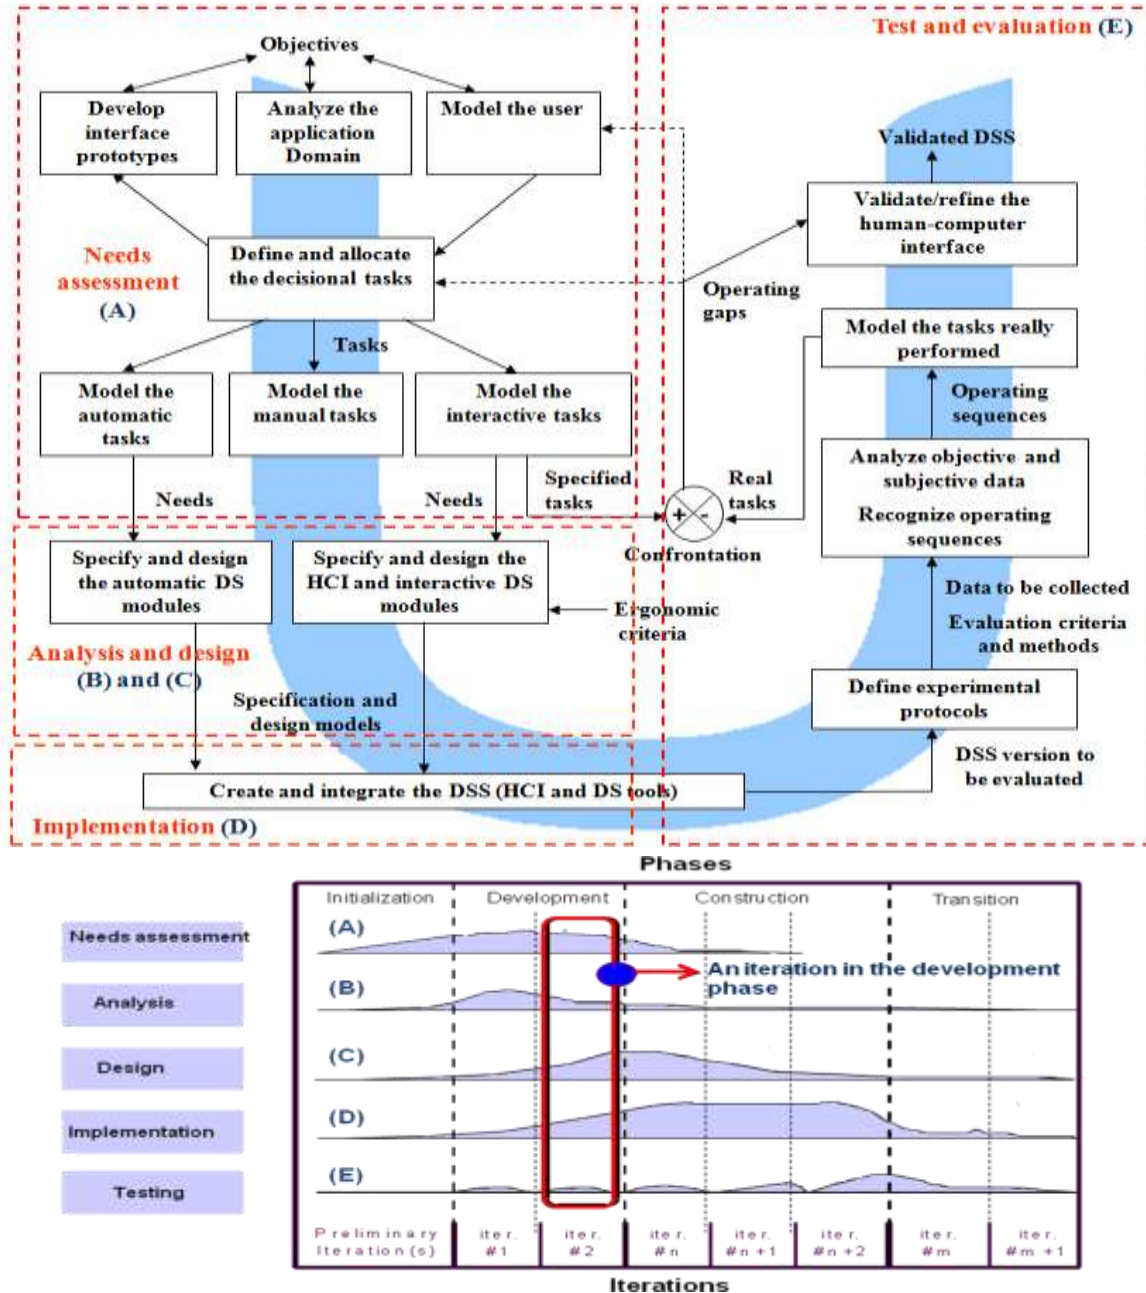 Test and evaluation (E)
Objectives
Develop
interface
prototypes
Analyze the
application
Domain
Model the user
Validated DSS
Validate/refine the
human-computer
interface
Needs
assessment
(A)
Define and allocate
the decisional tasks
Operating
gaps
Model the tasks really
performed
Tasks
Model the
automatic
tasks
Model the
manual tasks
Model the
interactive tasks
Operating
sequences
Analyze objective and
subjective data
Recognize operating
sequences
Needs
Needs
Specified
tasks
Real
tasks
+ -
Confrontation
Specify and design
the automatic DS
modules
Specify and design the
HCI and interactive DS
modules
Ergonomic
criteria
Data to be collected
Evaluation criteria
and methods
Analysis and design
(B) and (C)
Specification and
design models
Define experimental
protocols
DSS version to
be evaluated
Create and integrate the DSS (HCI and DS tools)
Implementation (D)
Phases
Initialization Development Construction Transition
Needs assessment
(A)
An iteration in the development
phase
Analysis
(B)
Design
(C)
Implementation
(D)
Testing
(E)
Preliminary
Iteration(s)
iter.
#1
iter.
#2
iter.
#n
iter.
#n+1
iter.
#n+2
iter.
#m
iter.
#m+1
Iterations